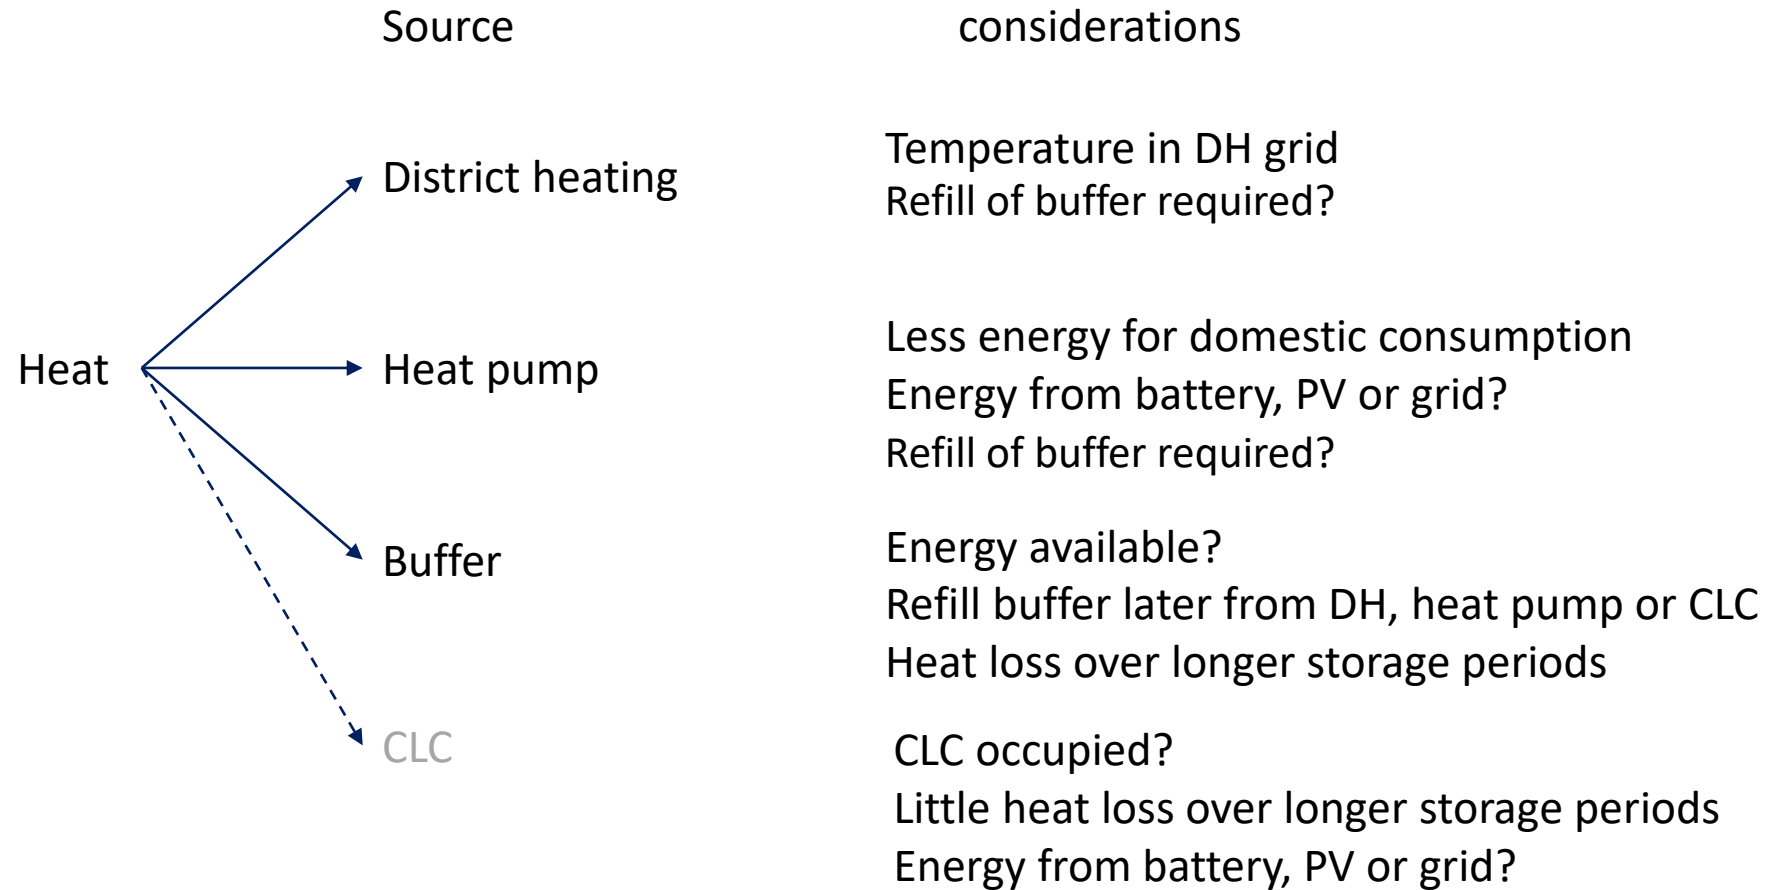 Source
considerations
District heating
Temperature in DH grid
Refill of buffer required?
Heat
Heat pump
Less energy for domestic consumption
Energy from battery, PV or grid?
Refill of buffer required?
Buffer
Energy available?
Refill buffer later from DH, heat pump or CLC
Heat loss over longer storage periods
CLC
CLC occupied?
Little heat loss over longer storage periods
Energy from battery, PV or grid?